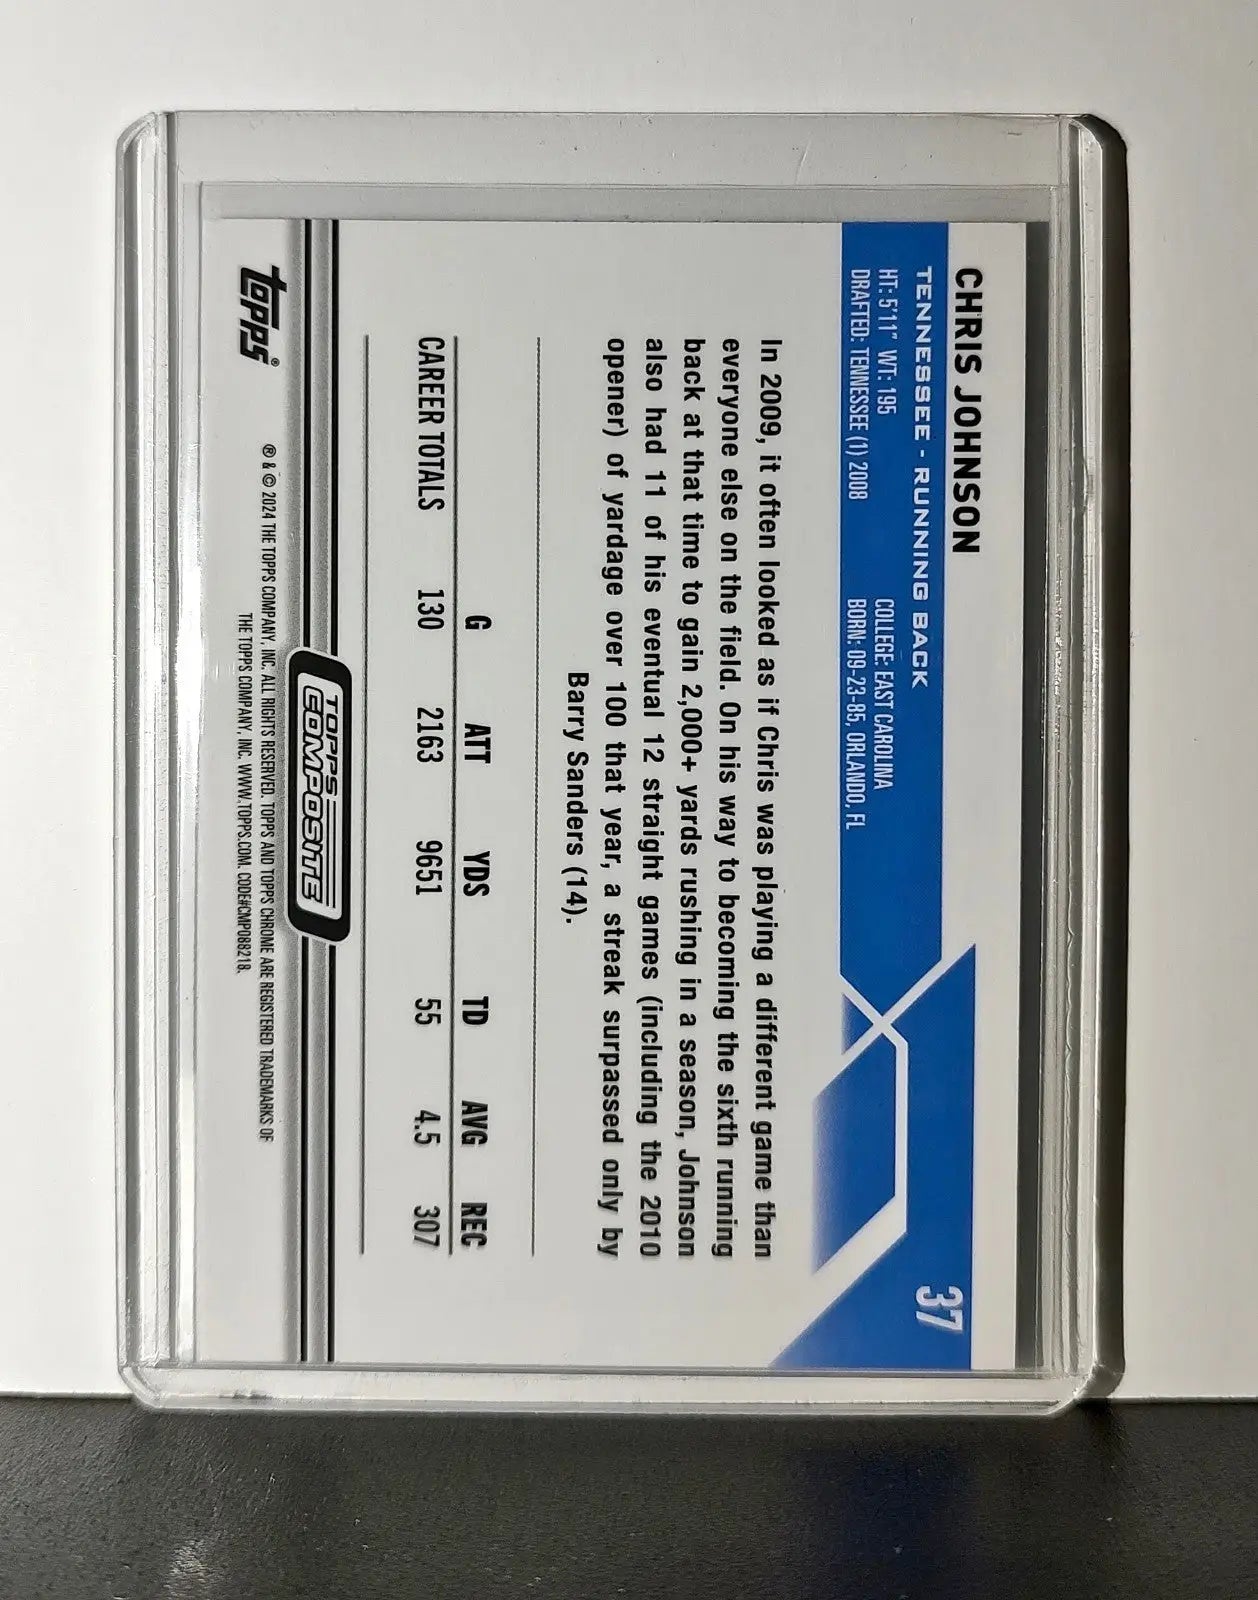 CHRIS JOHNSON
37
TENNESSEE - RUNNING BACK
HT: 5'11" WT: 195
COLLEGE: EAST CAROLINA
DRAFTED: TENNESSEE (1) 2008
BORN: 09-23-85, ORLANDO, FL
In 2009, it often looked as if Chris was playing a different game than
everyone else on the field. On his way to becoming the sixth running
back at that time to gain 2,000+ yards rushing in a season, Johnson
also had 11 of his eventual 12 straight games (including the 2010
opener) of yardage over 100 that year, a streak surpassed only by
Barry Sanders (14).
G ATT YDS TD AVG REC
CAREER TOTALS 130 2163 9651 55 4.5 307
TOPPS
COMPOSITE
topps®
® & © 2024 THE TOPPS COMPANY, INC. ALL RIGHTS RESERVED. TOPPS AND TOPPS CHROME ARE REGISTERED TRADEMARKS OF
THE TOPPS COMPANY, INC. WWW.TOPPS.COM. CODE#CMP088218.